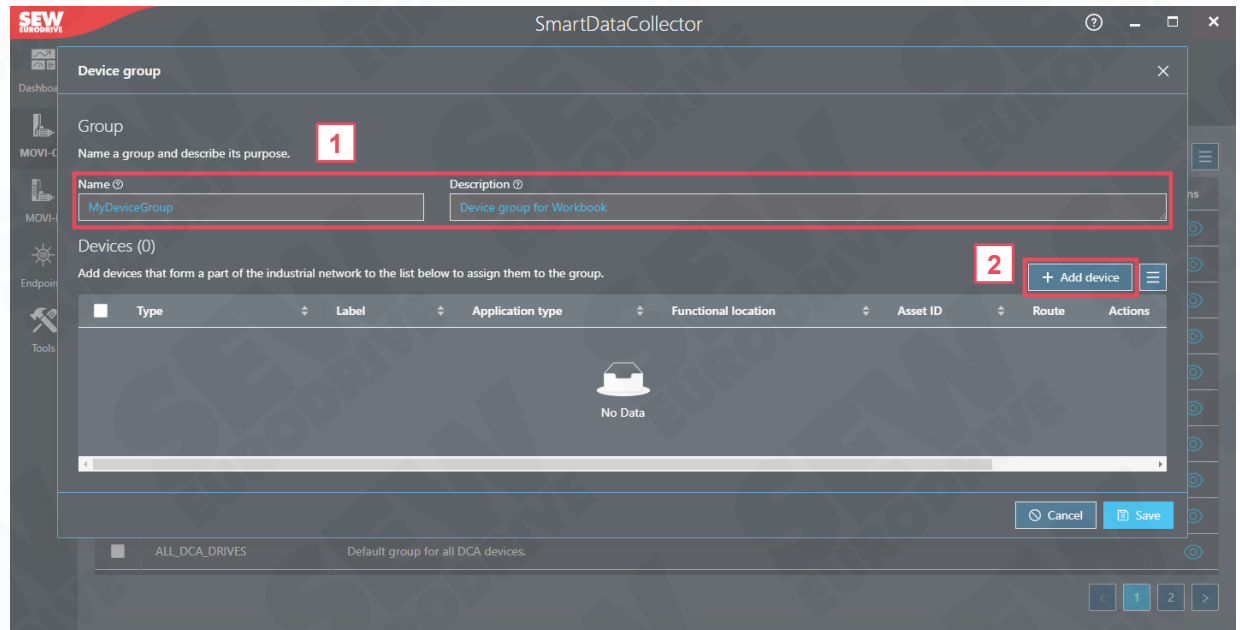 SEW
EURODRIVE
SmartDataCollector
Dashboa
MOVI-C
MOVI-
Endpoin
Tools
Device group
Group
Name a group and describe its purpose.
1
Name
Description
MyDeviceGroup
Device group for Workbook
Devices (0)
Add devices that form a part of the industrial network to the list below to assign them to the group.
2
+ Add device
Type Label Application type Functional location Asset ID Route Actions
No Data
Cancel Save
ns
ALL_DCA_DRIVES Default group for all DCA devices.
< 1 2 >
SEW
EURODRIVE